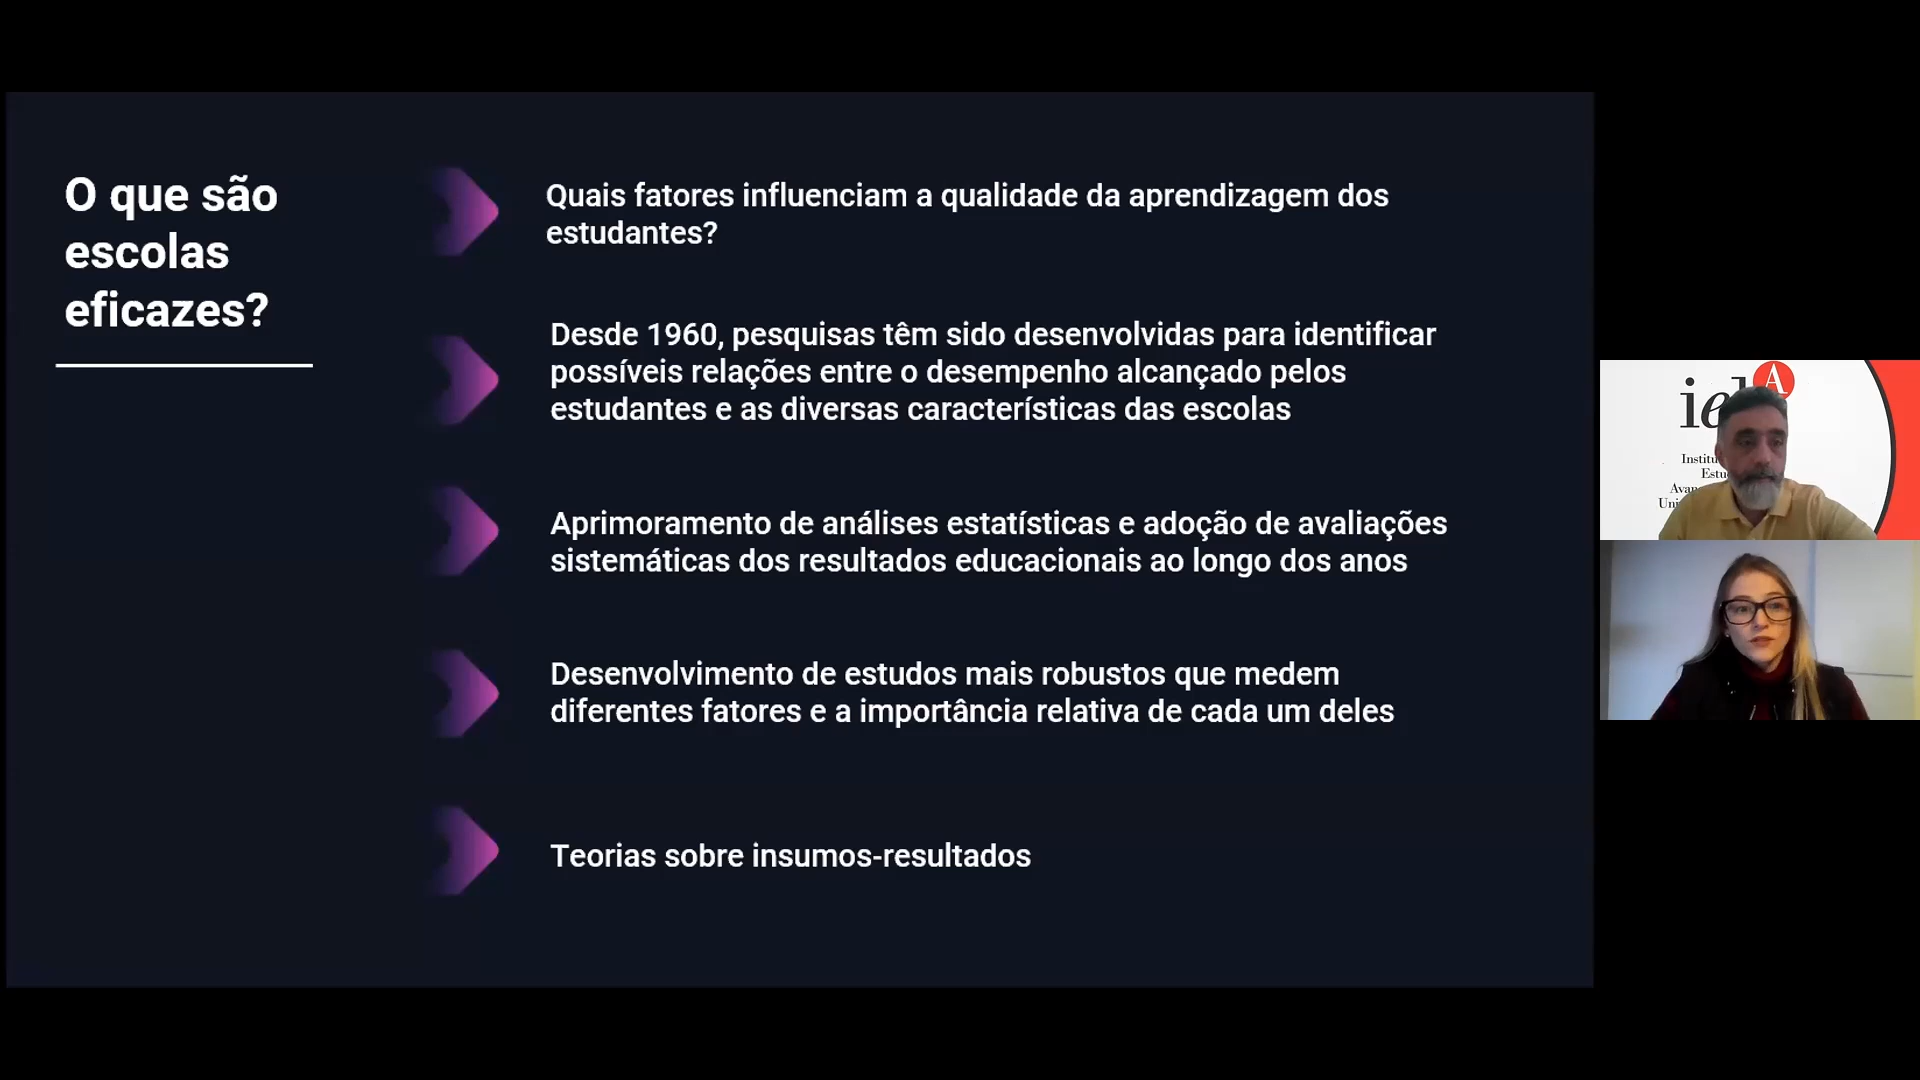 O que são
escolas
eficazes?
Quais fatores influenciam a qualidade da aprendizagem dos
estudantes?
Desde 1960, pesquisas têm sido desenvolvidas para identificar
possíveis relações entre o desempenho alcançado pelos
estudantes e as diversas características das escolas
Aprimoramento de análises estatísticas e adoção de avaliações
sistemáticas dos resultados educacionais ao longo dos anos
Desenvolvimento de estudos mais robustos que medem
diferentes fatores e a importância relativa de cada um deles
Teorias sobre insumos-resultados
A